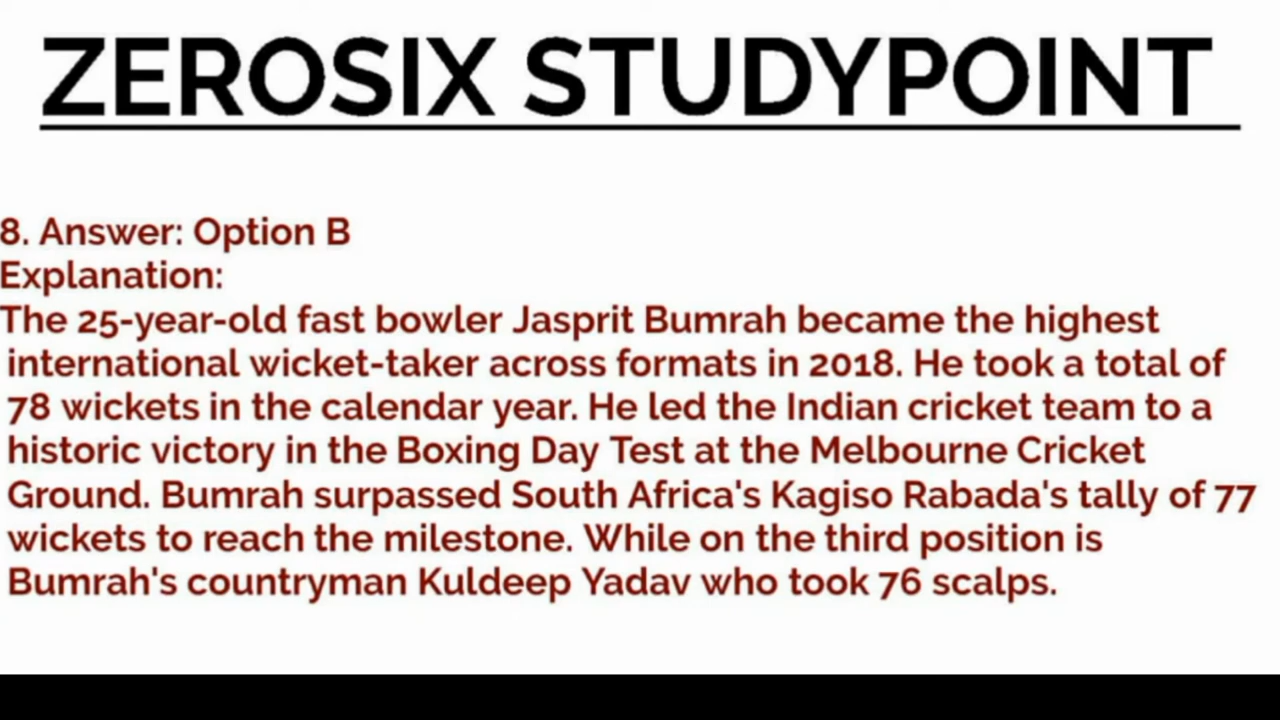 ZEROSIX STUDYPOINT
8. Answer: Option B
Explanation:
The 25-year-old fast bowler Jasprit Bumrah became the highest
international wicket-taker across formats in 2018. He took a total of
78 wickets in the calendar year. He led the Indian cricket team to a
historic victory in the Boxing Day Test at the Melbourne Cricket
Ground. Bumrah surpassed South Africa's Kagiso Rabada's tally of 77
wickets to reach the milestone. While on the third position is
Bumrah's countryman Kuldeep Yadav who took 76 scalps.